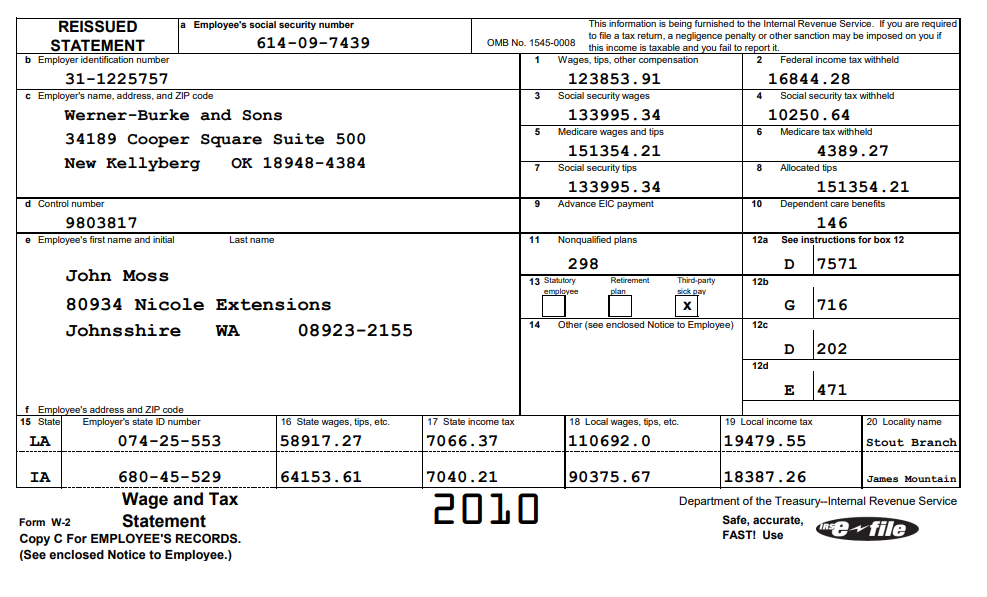 REISSUED STATEMENT
a Employee's social security number
614-09-7439
OMB No. 1545-0008
This information is being furnished to the Internal Revenue Service. If you are required
to file a tax return, a negligence penalty or other sanction may be imposed on you if
this income is taxable and you fail to report it.
b Employer identification number
31-1225757
1 Wages, tips, other compensation
123853.91
2 Federal income tax withheld
16844.28
c Employer's name, address, and ZIP code
Werner-Burke and Sons
34189 Cooper Square Suite 500
New Kellyberg OK 18948-4384
3 Social security wages
133995.34
4 Social security tax withheld
10250.64
5 Medicare wages and tips
151354.21
6 Medicare tax withheld
4389.27
7 Social security tips
133995.34
8 Allocated tips
151354.21
d Control number
9803817
9 Advance EIC payment
10 Dependent care benefits
146
e Employee's first name and initial Last name
John Moss
80934 Nicole Extensions
Johnsshire WA 08923-2155
f Employee's address and ZIP code
11 Nonqualified plans
298
12a See instructions for box 12
D 7571
13 Statutory employee
Retirement plan
Third-party sick pay
X
12b
G 716
14 Other (see enclosed Notice to Employee)
12c
D 202
12d
E 471
15 State Employer's state ID number 16 State wages, tips, etc. 17 State income tax 18 Local wages, tips, etc. 19 Local income tax 20 Locality name
LA 074-25-553 58917.27 7066.37 110692.0 19479.55 Stout Branch
IA 680-45-529 64153.61 7040.21 90375.67 18387.26 James Mountain
Form W-2
Wage and Tax
Statement
2010
Department of the Treasury--Internal Revenue Service
Copy C For EMPLOYEE'S RECORDS.
(See enclosed Notice to Employee.)
Safe, accurate,
FAST! Use
IRS e-file